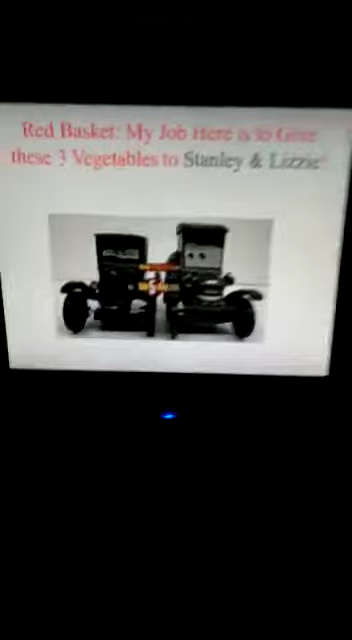 Red Basket: My Job Here is to Give
these 3 Vegetables to Stanley & Lizzie"